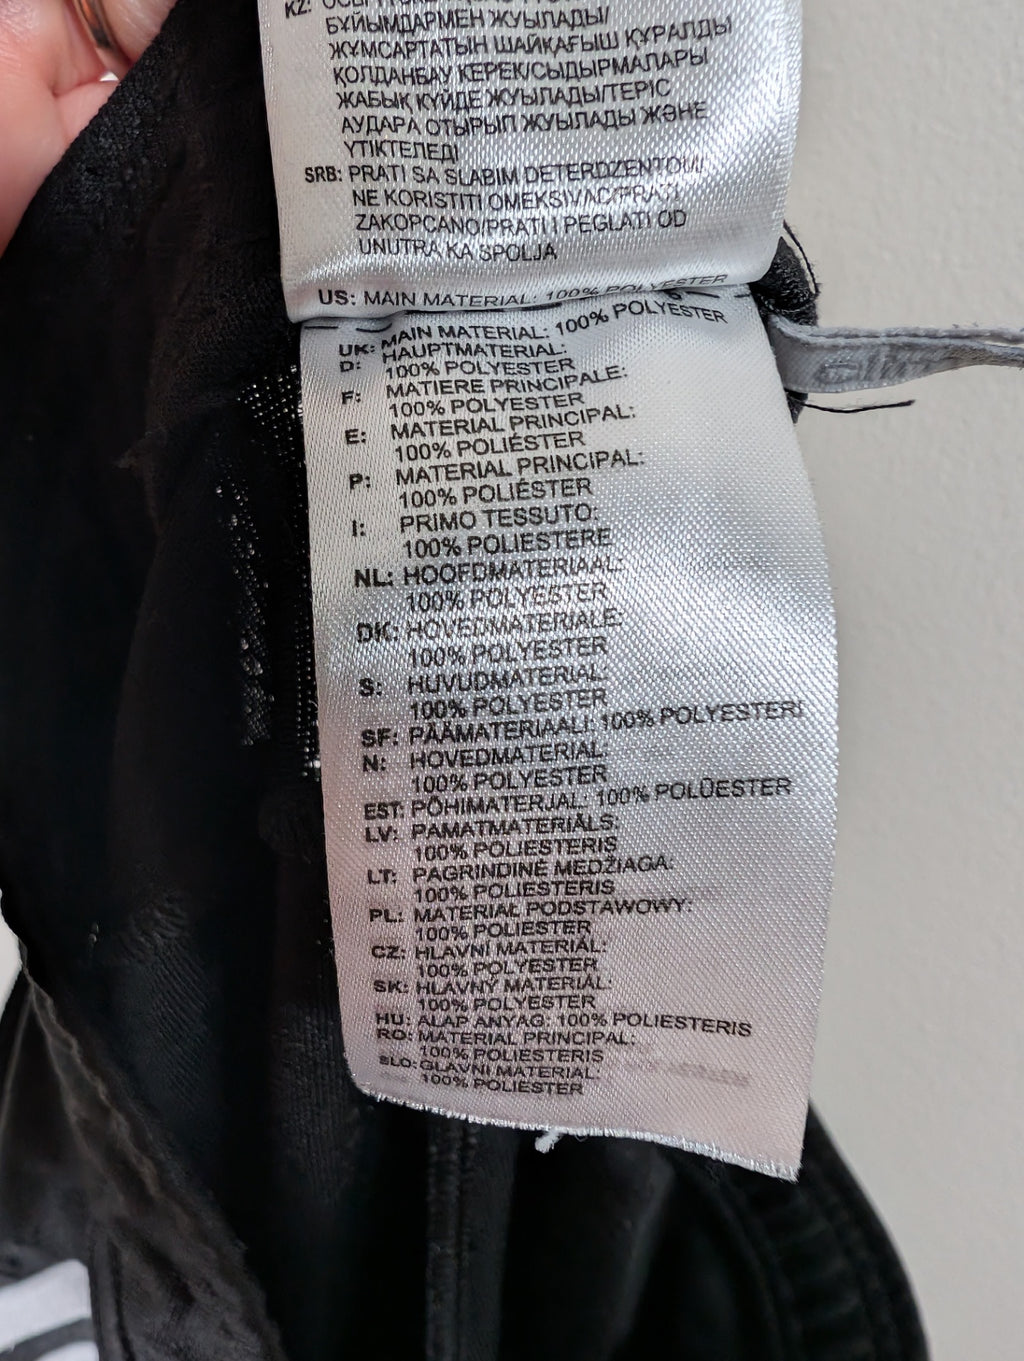 KZ:
БҰЙЫМДАРМЕН ЖУЫЛАДЫ/
ЖҰМСАРТАТЫН ШАЙҚАҒЫШ ҚҰРАЛДЫ
ҚОЛДАНБАУ КЕРЕК/СЫДЫРМАЛАРЫ
ЖАБЫҚ КҮЙДЕ ЖУЫЛАДЫ/ТЕРІС
АУДАРА ОТЫРЫП ЖУЫЛАДЫ ЖӘНЕ
ҮТІКТЕЛЕДІ
SRB: PRATI SA SLABIM DETERDZENTOM/
NE KORISTITI OMEKSIVAC/PRATI
ZAKOPCANO/PRATI I PEGLATI OD
UNUTRA KA SPOLJA
US: MAIN MATERIAL: 100% POLYESTER
UK: MAIN MATERIAL: 100% POLYESTER
D: HAUPTMATERIAL:
100% POLYESTER
F: MATIERE PRINCIPALE:
100% POLYESTER
E: MATERIAL PRINCIPAL:
100% POLIÉSTER
P: MATERIAL PRINCIPAL:
100% POLIÉSTER
I: PRIMO TESSUTO:
100% POLIESTERE
NL: HOOFDMATERIAAL:
100% POLYESTER
DK: HOVEDMATERIALE:
100% POLYESTER
S: HUVUDMATERIAL:
100% POLYESTER
SF: PÄÄMATERIAALI: 100% POLYESTERI
N: HOVEDMATERIAL:
100% POLYESTER
EST: PÕHIMATERJAL: 100% POLÜESTER
LV: PAMATMATERIĀLS:
100% POLIESTERIS
LT: PAGRINDINĖ MEDŽIAGA:
100% POLIESTERIS
PL: MATERIAŁ PODSTAWOWY:
100% POLIESTER
CZ: HLAVNÍ MATERIÁL:
100% POLYESTER
SK: HLAVNÝ MATERIÁL:
100% POLYESTER
HU: ALAP ANYAG: 100% POLIESTERIS
RO: MATERIAL PRINCIPAL:
100% POLIESTERIS
SLO: GLAVNI MATERIAL:
100% POLIESTER